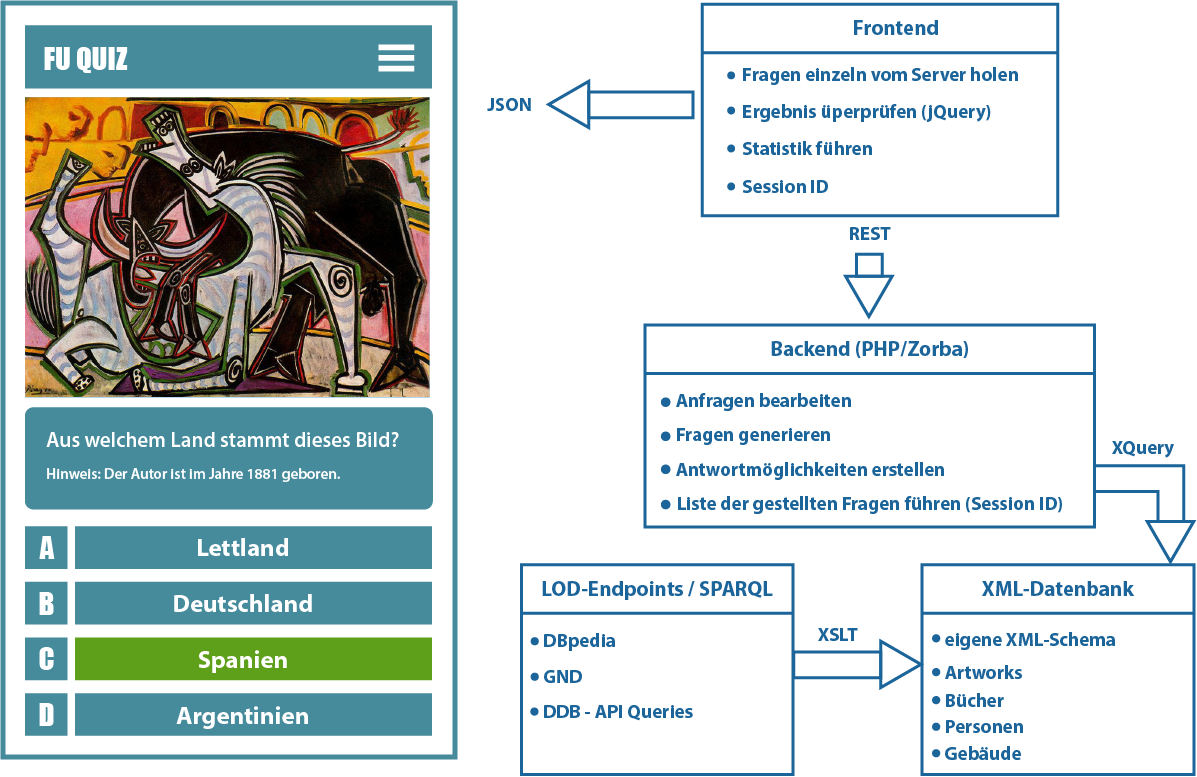 FU QUIZ
Aus welchem Land stammt dieses Bild?
Hinweis: Der Autor ist im Jahre 1881 geboren.
A Lettland
B Deutschland
C Spanien
D Argentinien
JSON
Frontend
• Fragen einzeln vom Server holen
• Ergebnis üperprüfen (jQuery)
• Statistik führen
• Session ID
REST
Backend (PHP/Zorba)
• Anfragen bearbeiten
• Fragen generieren
• Antwortmöglichkeiten erstellen
• Liste der gestellten Fragen führen (Session ID)
XQuery
LOD-Endpoints / SPARQL
• DBpedia
• GND
• DDB - API Queries
XSLT
XML-Datenbank
• eigene XML-Schema
• Artworks
• Bücher
• Personen
• Gebäude